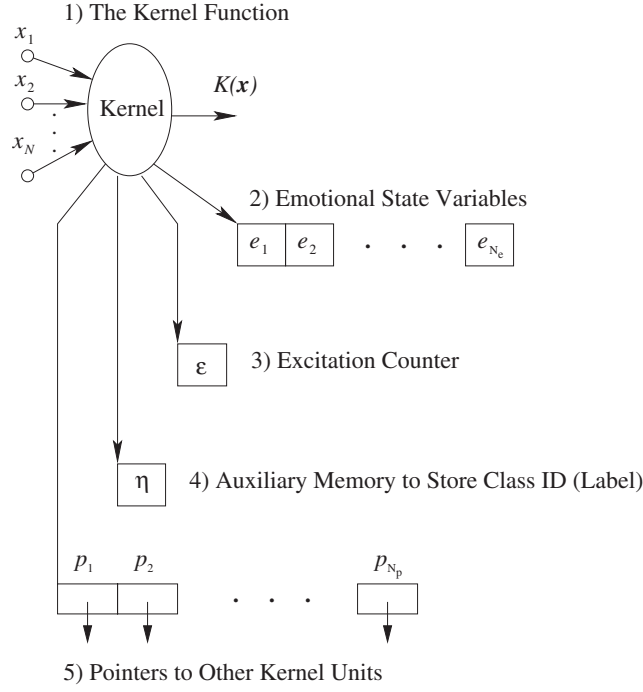 1) The Kernel Function
x1
x2
.
.
.
xN
Kernel
K(x)
2) Emotional State Variables
e1 e2 . . . eNe
ε
3) Excitation Counter
η
4) Auxiliary Memory to Store Class ID (Label)
p1 p2 pNp
. . .
5) Pointers to Other Kernel Units